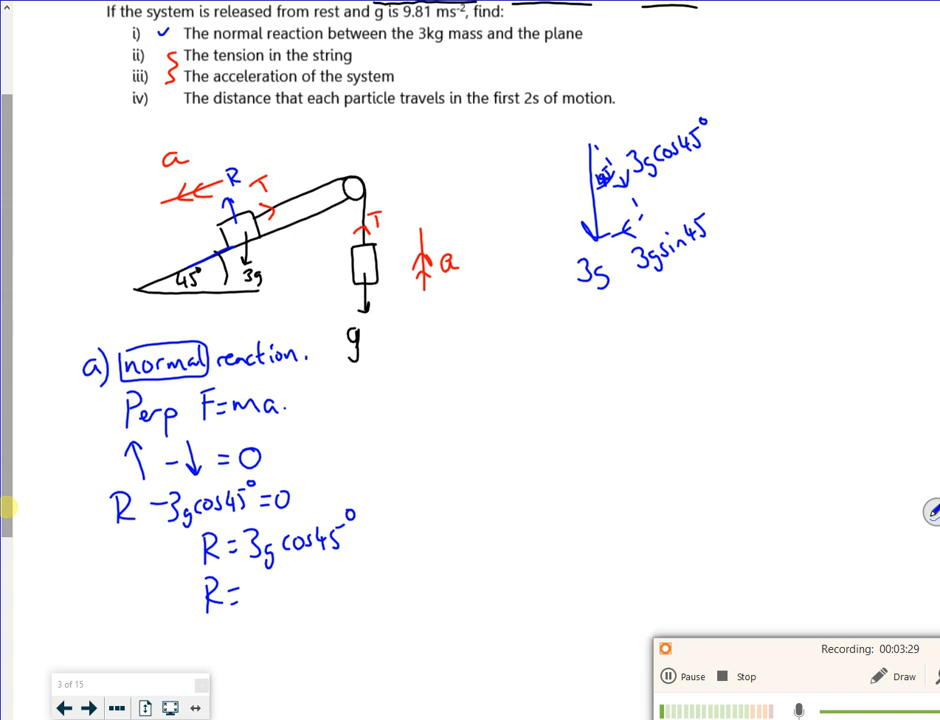 If the system is released from rest and g is 9.81 ms⁻², find:
i) The normal reaction between the 3kg mass and the plane
ii) The tension in the string
iii) The acceleration of the system
iv) The distance that each particle travels in the first 2s of motion.
a
R
T
T
a
45°
3g
g
3gcos45°
3gsin45
3g
a) normal reaction.
Perp F=ma.
↑ - ↓ = 0
R - 3gcos45° = 0
R = 3g cos45°
R =
Recording: 00:03:29
Pause Stop Draw
3 of 15